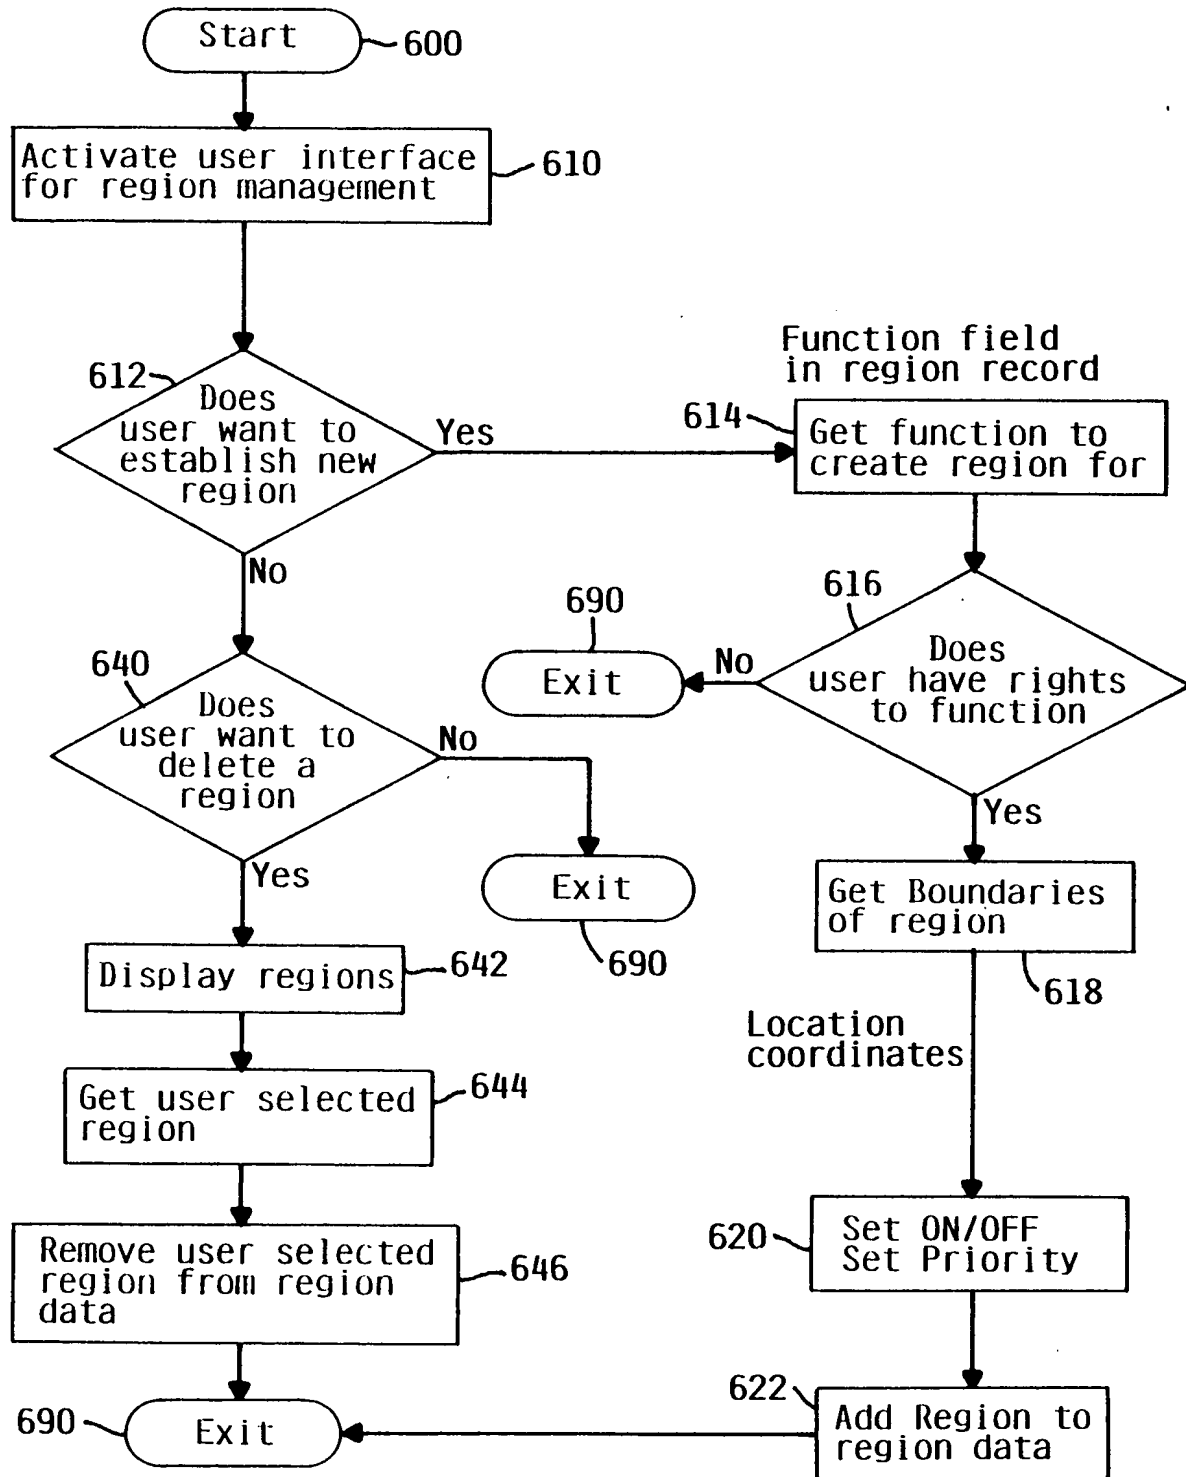 Start
600
Activate user interface
for region management
610
612
Does
user want to
establish new
region
Yes
No
Function field
in region record
614
Get function to
create region for
616
Does
user have rights
to function
No
690
Exit
Yes
640
Does
user want to
delete a
region
No
Exit
690
Yes
Get Boundaries
of region
618
Display regions
642
Location
coordinates
Get user selected
region
644
620
Set ON/OFF
Set Priority
Remove user selected
region from region
data
646
622
Add Region to
region data
690
Exit